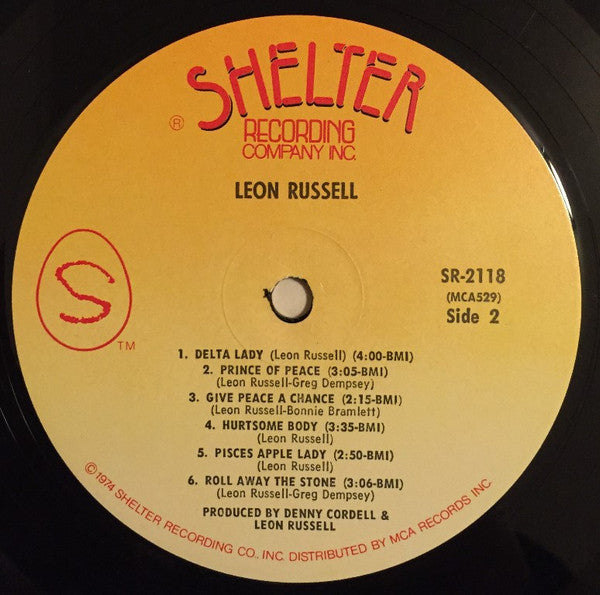 SHELTER
® RECORDING
COMPANY INC.
LEON RUSSELL
S
TM
SR-2118
(MCA529)
Side 2
1. DELTA LADY (Leon Russell) (4:00-BMI)
2. PRINCE OF PEACE (3:05-BMI)
(Leon Russell-Greg Dempsey)
3. GIVE PEACE A CHANCE (2:15-BMI)
(Leon Russell-Bonnie Bramlett)
4. HURTSOME BODY (3:35-BMI)
(Leon Russell)
5. PISCES APPLE LADY (2:50-BMI)
(Leon Russell)
6. ROLL AWAY THE STONE (3:06-BMI)
(Leon Russell-Greg Dempsey)
PRODUCED BY DENNY CORDELL &
LEON RUSSELL
©1974 SHELTER RECORDING CO., INC. DISTRIBUTED BY MCA RECORDS INC